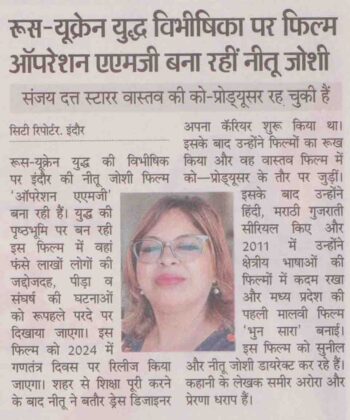 रूस-यूक्रेन युद्ध विभीषिका पर फिल्म
ऑपरेशन एएमजी बना रहीं नीतू जोशी
संजय दत्त स्टारर वास्तव की को-प्रोड्यूसर रह चुकी हैं
सिटी रिपोर्टर. इंदौर
रूस-यूक्रेन युद्ध की विभीषिका
पर इंदौर की नीतू जोशी फिल्म
'ऑपरेशन एएमजी'
बना रही हैं। युद्ध की
पृष्ठभूमि पर बन रही
इस फिल्म में वहां
फंसे लाखों लोगों की
जद्दोजहद, पीड़ा व
संघर्ष की घटनाओं
को रूपहले परदे पर
दिखाया जाएगा। इस
फिल्म को 2024 में
गणतंत्र दिवस पर रिलीज किया
जाएगा। शहर से शिक्षा पूरी करने
के बाद नीतू ने बतौर ड्रेस डिजाइनर
अपना कॅरियर शुरू किया था।
इसके बाद उन्होंने फिल्मों का रूख
किया और वह वास्तव फिल्म में
को—प्रोड्यूसर के तौर पर जुड़ीं।
इसके बाद उन्होंने
हिंदी, मराठी गुजराती
सीरियल किए और
2011 में उन्होंने
क्षेत्रीय भाषाओं की
फिल्मों में कदम रखा
और मध्य प्रदेश की
पहली मालवी फिल्म
'भुन सारा' बनाई।
इस फिल्म को सुनील
और नीतू जोशी डायरेक्ट कर रहे हैं।
कहानी के लेखक समीर अरोरा और
प्रेरणा धराप हैं।